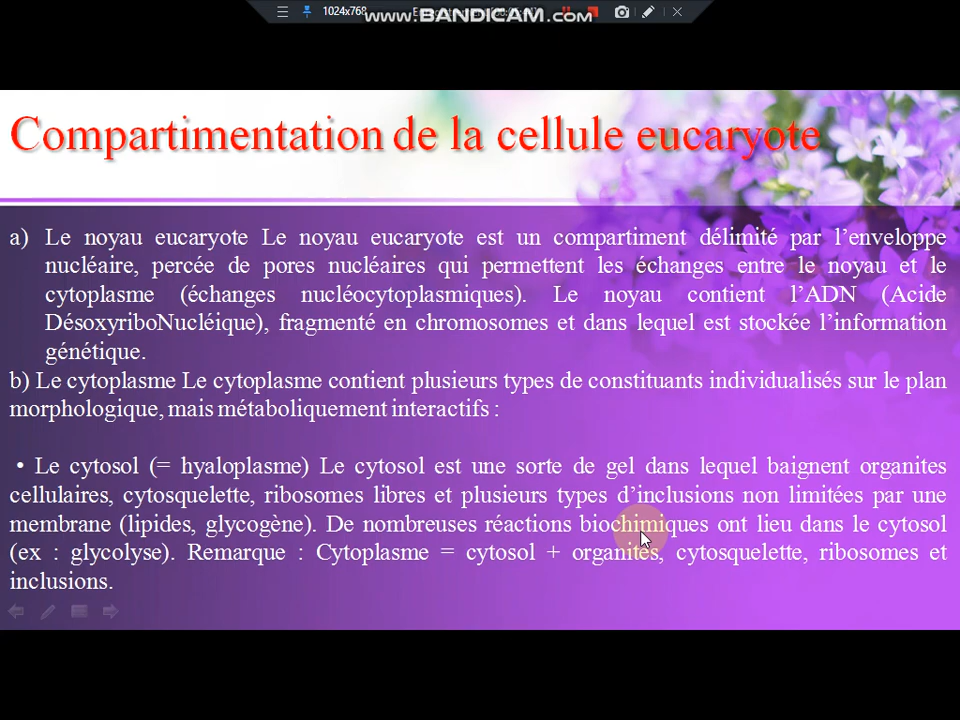 1024x768
www.BANDICAM.com
Compartimentation de la cellule eucaryote
a) Le noyau eucaryote Le noyau eucaryote est un compartiment délimité par l’enveloppe
nucléaire, percée de pores nucléaires qui permettent les échanges entre le noyau et le
cytoplasme (échanges nucléocytoplasmiques). Le noyau contient l’ADN (Acide
DésoxyriboNucléique), fragmenté en chromosomes et dans lequel est stockée l’information
génétique.
b) Le cytoplasme Le cytoplasme contient plusieurs types de constituants individualisés sur le plan
morphologique, mais métaboliquement interactifs :
• Le cytosol (= hyaloplasme) Le cytosol est une sorte de gel dans lequel baignent organites
cellulaires, cytosquelette, ribosomes libres et plusieurs types d’inclusions non limitées par une
membrane (lipides, glycogène). De nombreuses réactions biochimiques ont lieu dans le cytosol
(ex : glycolyse). Remarque : Cytoplasme = cytosol + organites, cytosquelette, ribosomes et
inclusions.